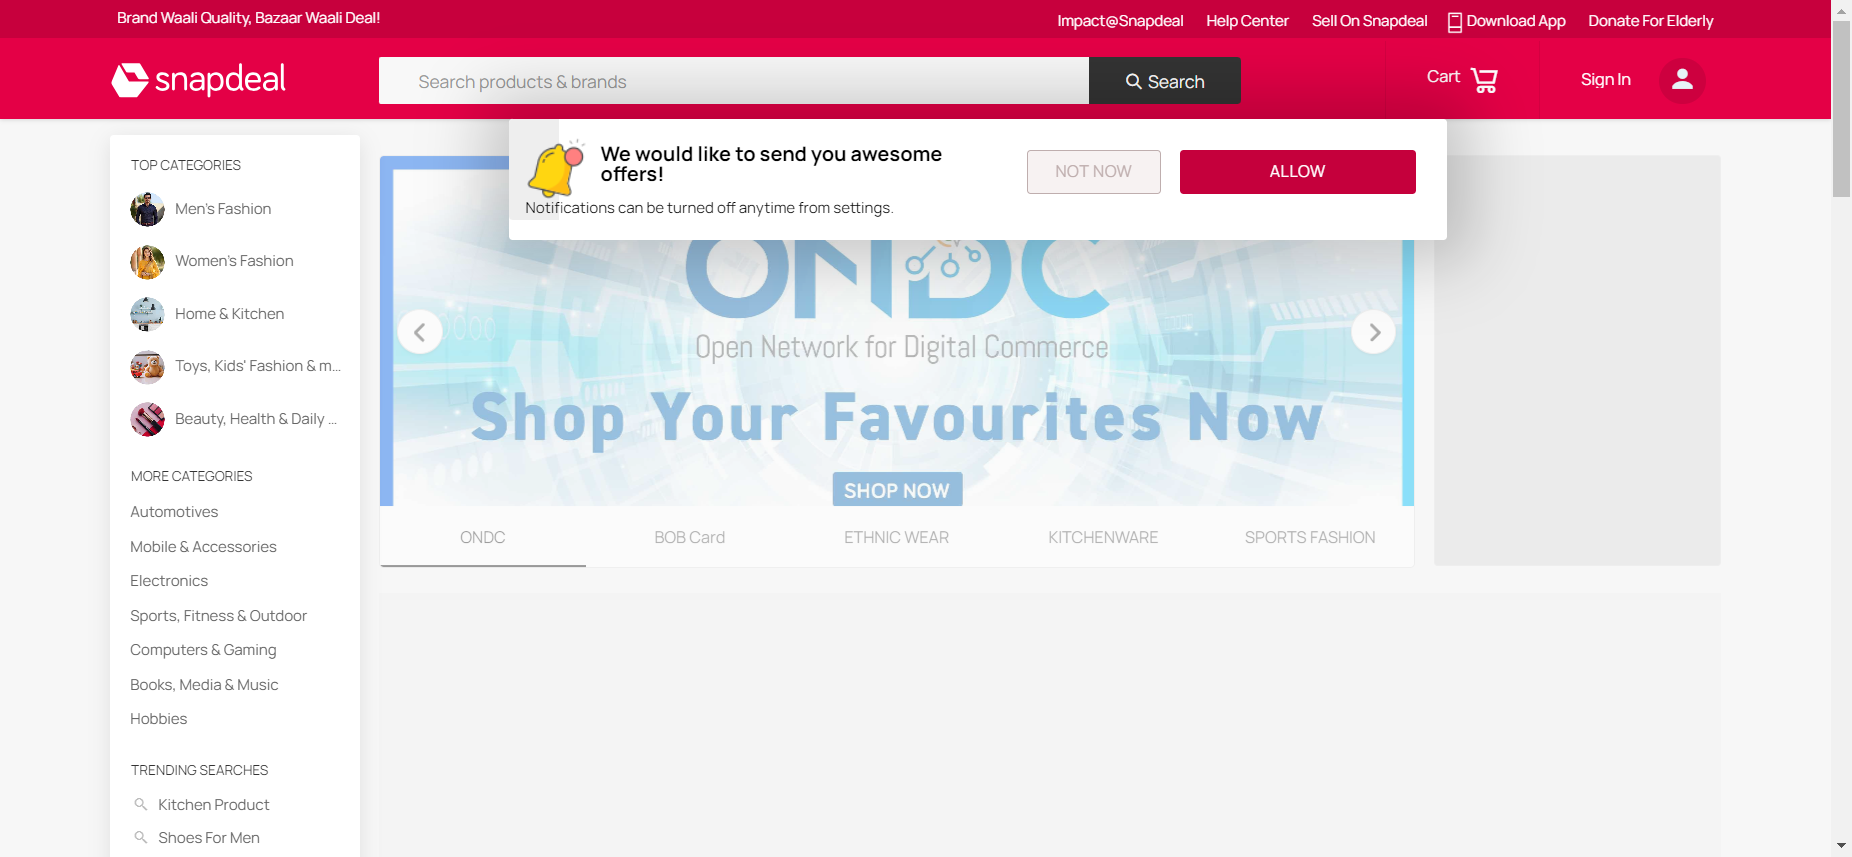 Brand Waali Quality, Bazaar Waali Deal!
Impact@Snapdeal
Help Center
Sell On Snapdeal
Download App
Donate For Elderly
snapdeal
Search products & brands
Search
Cart
Sign In
We would like to send you awesome
offers!
Notifications can be turned off anytime from settings.
NOT NOW
ALLOW
TOP CATEGORIES
Men's Fashion
Women's Fashion
Home & Kitchen
Toys, Kids' Fashion & m...
Beauty, Health & Daily ...
MORE CATEGORIES
Automotives
Mobile & Accessories
Electronics
Sports, Fitness & Outdoor
Computers & Gaming
Books, Media & Music
Hobbies
TRENDING SEARCHES
Kitchen Product
Shoes For Men
ONDC
Open Network for Digital Commerce
Shop Your Favourites Now
SHOP NOW
ONDC
BOB Card
ETHNIC WEAR
KITCHENWARE
SPORTS FASHION